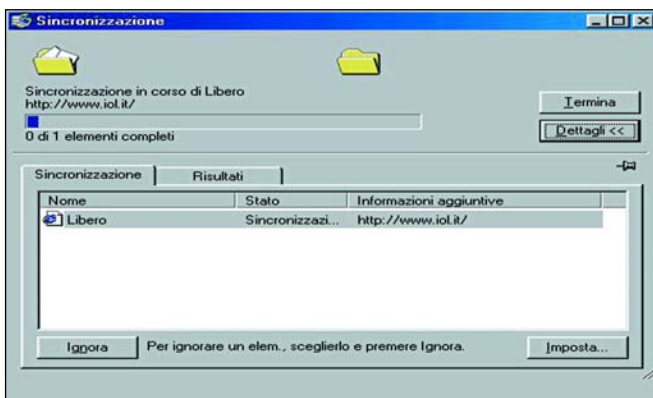 Sincronizzazione
Sincronizzazione in corso di Libero
http://www.iol.it/
Termina
0 di 1 elementi completi
Dettagli <<
Sincronizzazione Risultati
Nome Stato Informazioni aggiuntive
Libero Sincronizzazi... http://www.iol.it/
Ignora Per ignorare un elem., sceglierlo e premere Ignora. Imposta...